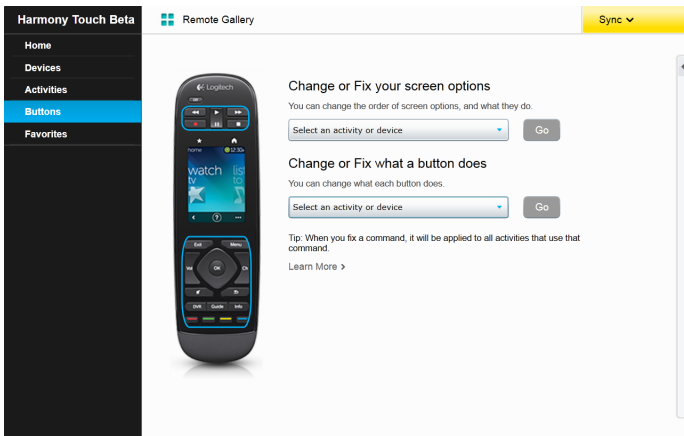 Harmony Touch Beta
Remote Gallery
Sync
Home
Devices
Activities
Buttons
Favorites
Logitech
home 12:30
watch list
tv to
Exit Menu
Vol OK Ch
DVR Guide Info
Change or Fix your screen options
You can change the order of screen options, and what they do.
Select an activity or device Go
Change or Fix what a button does
You can change what each button does.
Select an activity or device Go
Tip: When you fix a command, it will be applied to all activities that use that
command.
Learn More >